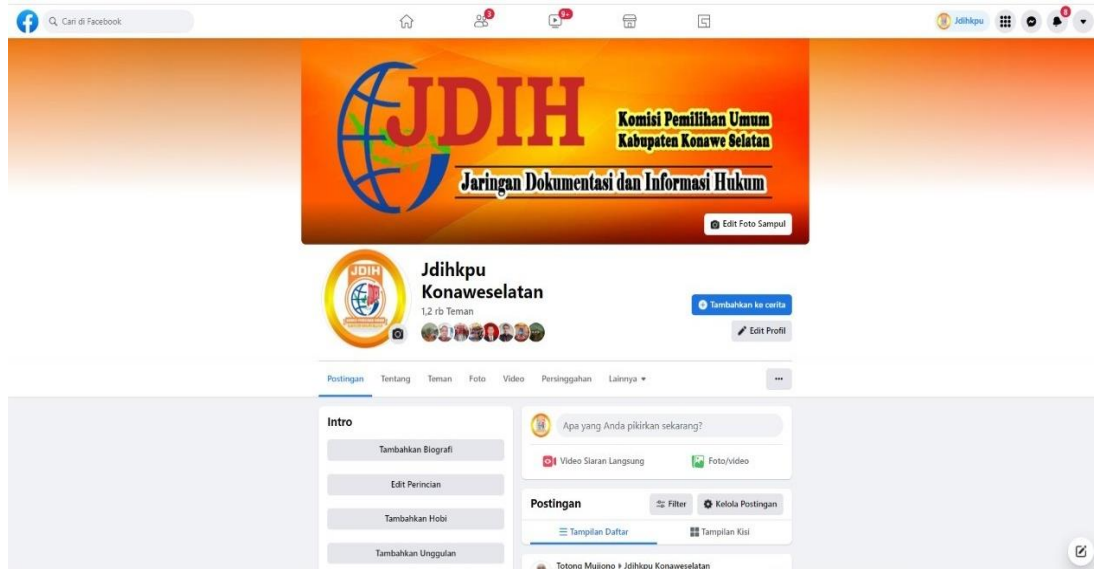 Cari di Facebook
3
9+
Jdihkpu
8
JDIH
Komisi Pemilihan Umum
Kabupaten Konawe Selatan
Jaringan Dokumentasi dan Informasi Hukum
Edit Foto Sampul
JDIH
Jdihkpu
Konaweselatan
1,2 rb Teman
Tambahkan ke cerita
Edit Profil
Postingan Tentang Teman Foto Video Persinggahan Lainnya
Intro
Tambahkan Biografi
Edit Perincian
Tambahkan Hobi
Tambahkan Unggulan
Apa yang Anda pikirkan sekarang?
Video Siaran Langsung Foto/video
Postingan Filter Kelola Postingan
Tampilan Daftar Tampilan Kisi
Totong Mujiono Jdihkpu Konaweselatan